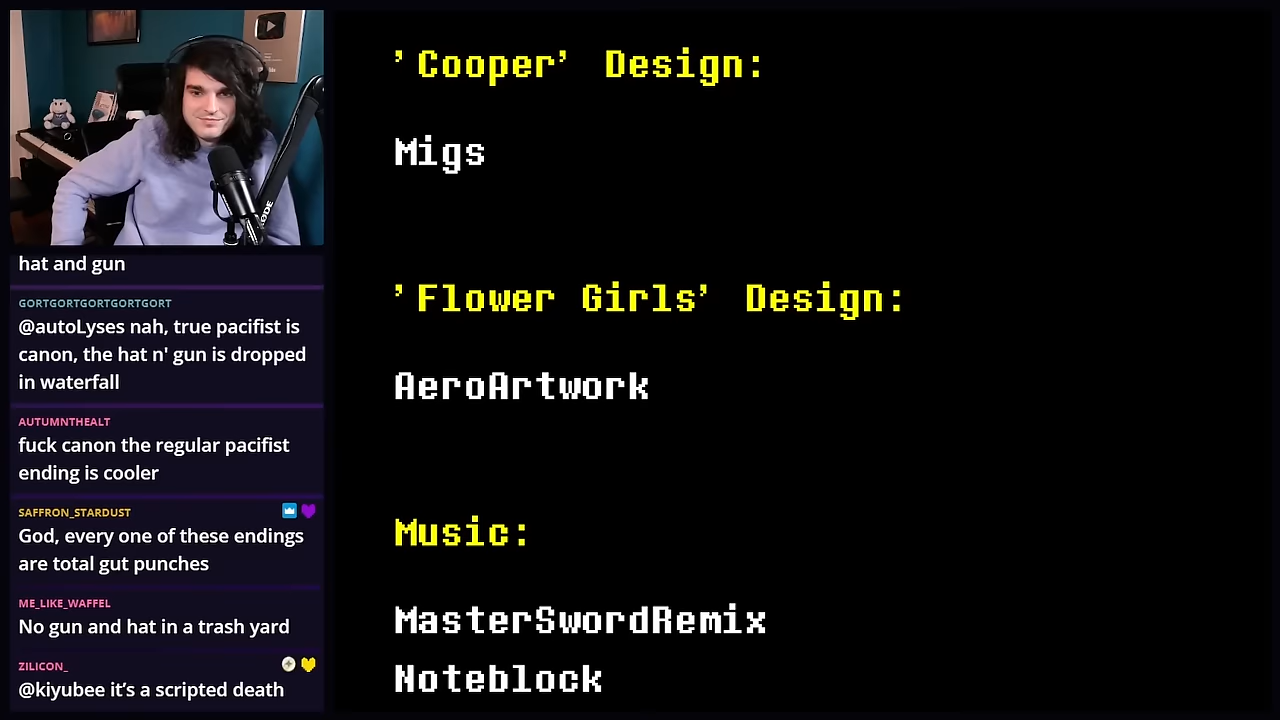 'Cooper' Design:
Migs
'Flower Girls' Design:
AeroArtwork
Music:
MasterSwordRemix
Noteblock
RØDE
hat and gun
GORTGORTGORTGORTGORT
@autoLyses nah, true pacifist is
canon, the hat n' gun is dropped
in waterfall
AUTUMNTHEALT
fuck canon the regular pacifist
ending is cooler
SAFFRON_STARDUST
God, every one of these endings
are total gut punches
ME_LIKE_WAFFEL
No gun and hat in a trash yard
ZILICON_
@kiyubee it’s a scripted death